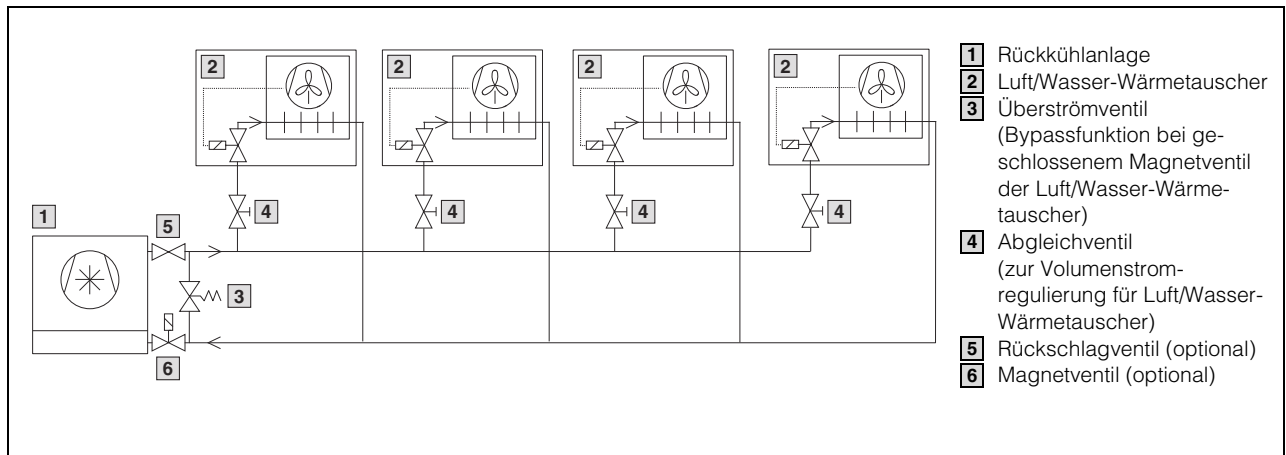 2 2 2 2
4 4 4 4
1
5
3
6
1 Rückkühlanlage
2 Luft/Wasser-Wärmetauscher
3 Überströmventil
(Bypassfunktion bei ge-
schlossenem Magnetventil
der Luft/Wasser-Wärme-
tauscher)
4 Abgleichventil
(zur Volumenstrom-
regulierung für Luft/Wasser-
Wärmetauscher)
5 Rückschlagventil (optional)
6 Magnetventil (optional)